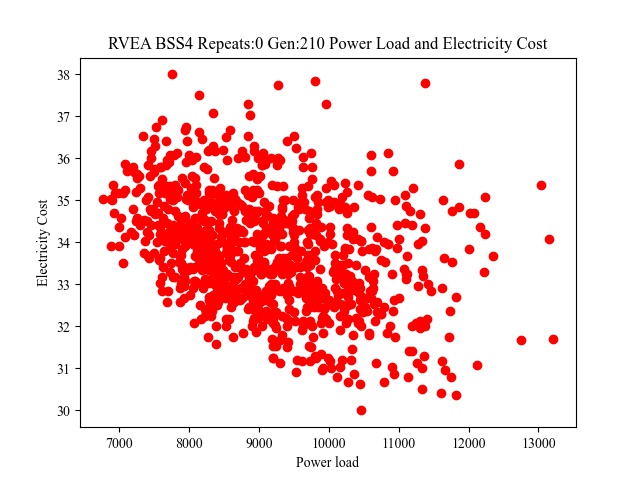 RVEA BSS4 Repeats:0 Gen:210 Power Load and Electricity Cost
38
37
36
35
34
33
32
31
30
Electricity Cost
7000 8000 9000 10000 11000 12000 13000
Power load